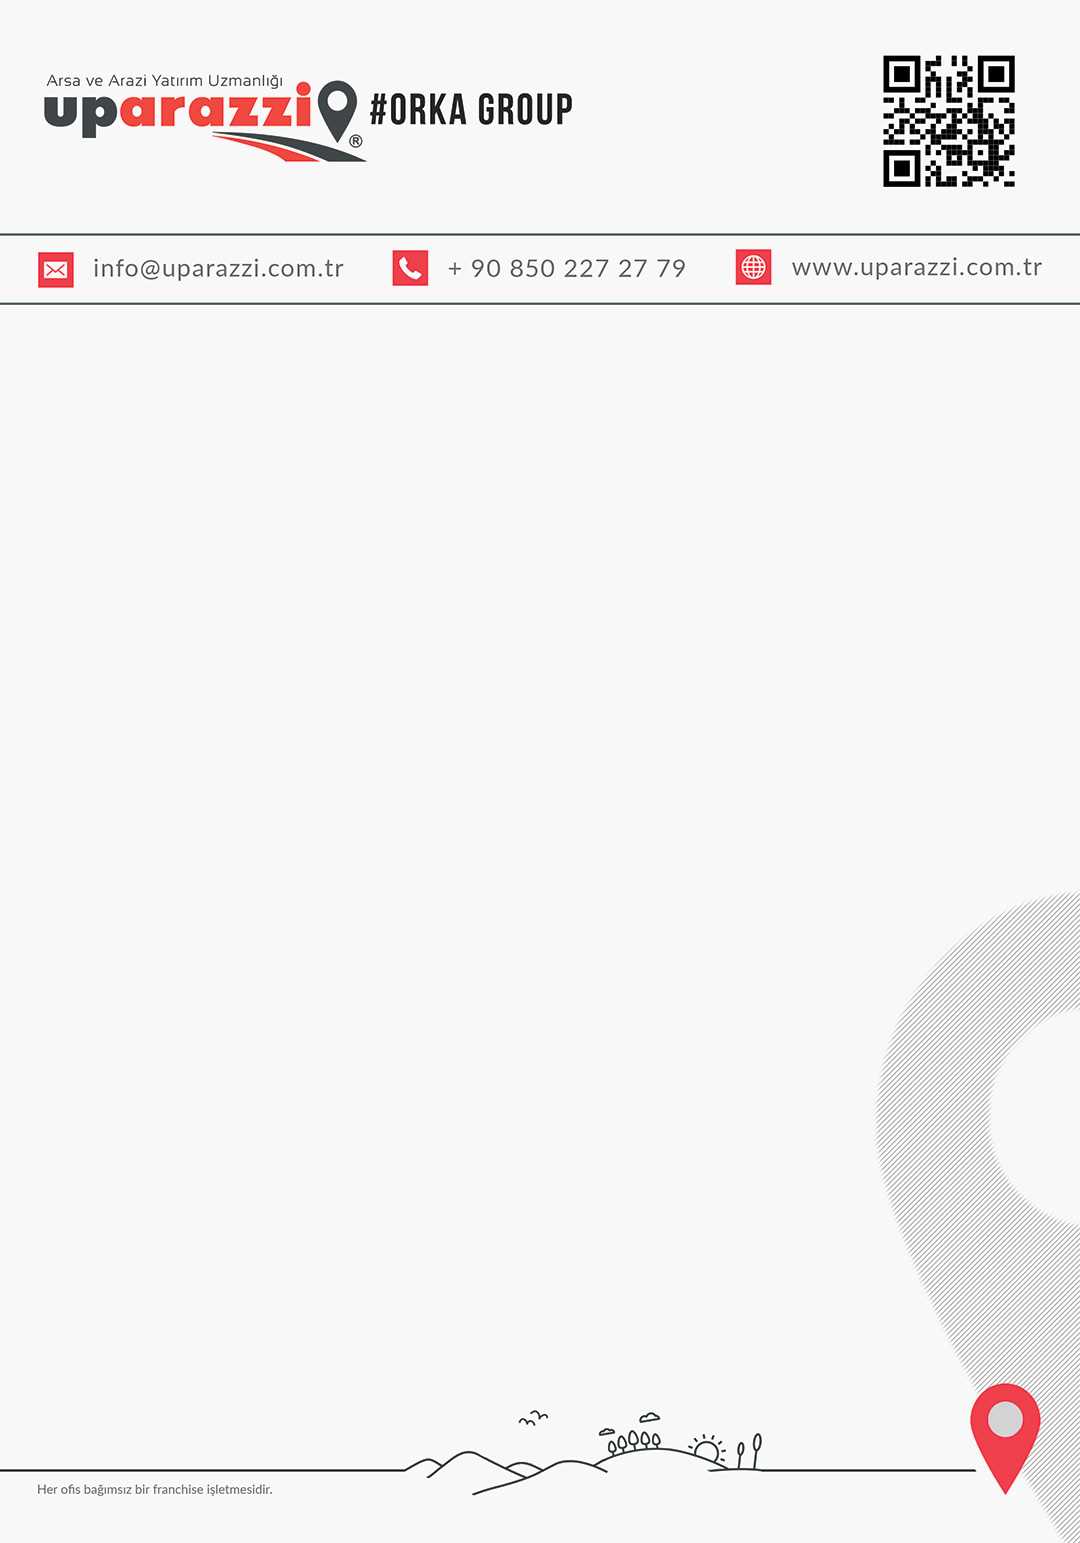 Arsa ve Arazi Yatırım Uzmanlığı
uparazzi ® #ORKA GROUP
info@uparazzi.com.tr + 90 850 227 27 79 www.uparazzi.com.tr
Her ofis bağımsız bir franchise işletmesidir.